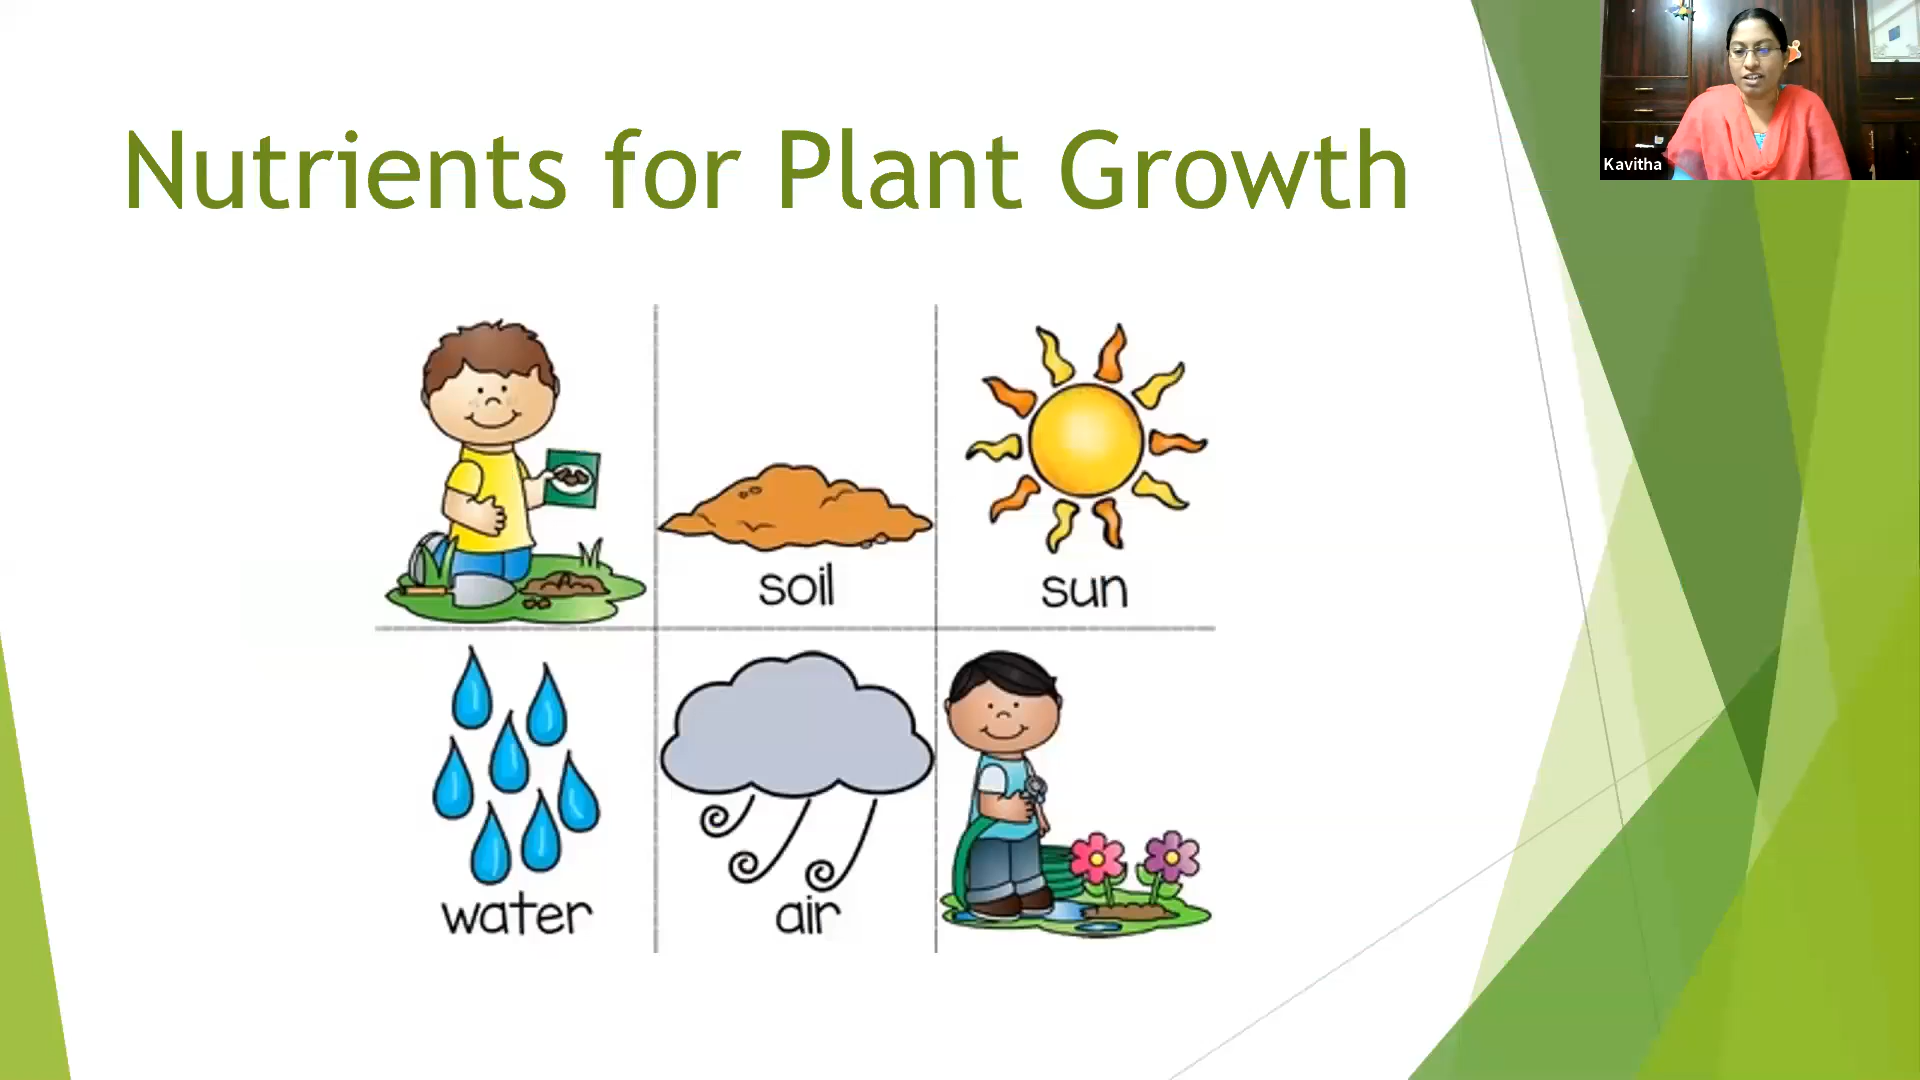 Nutrients for Plant Growth
Kavitha
soil
sun
water
air